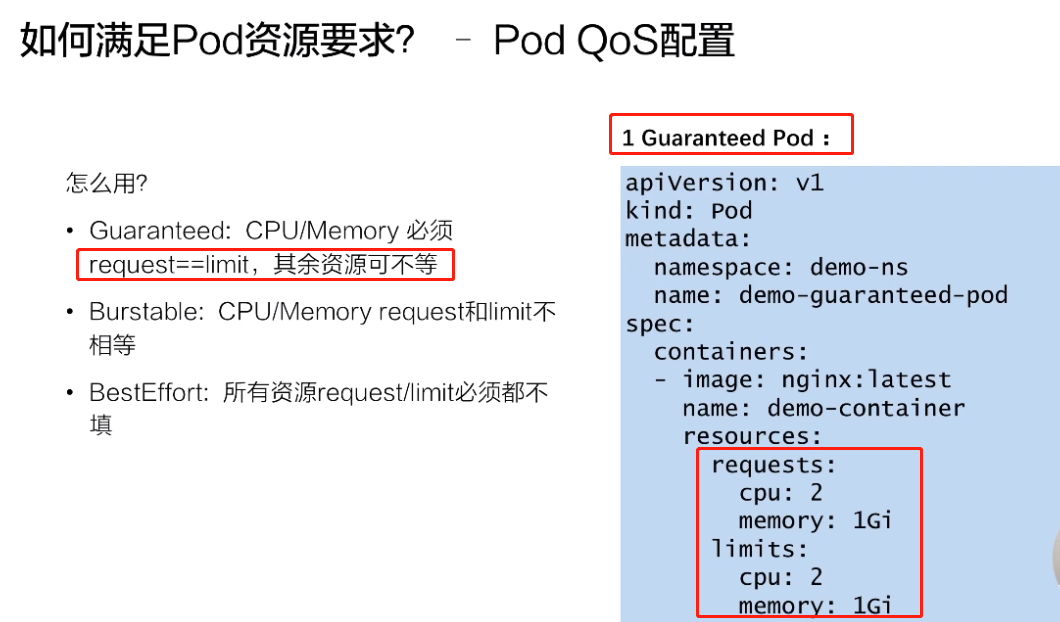 如何满足Pod资源要求? - Pod QoS配置
怎么用?
• Guaranteed: CPU/Memory 必须
request==limit，其余资源可不等
• Burstable: CPU/Memory request和limit不
相等
• BestEffort: 所有资源request/limit必须都不
填
1 Guaranteed Pod：
apiVersion: v1
kind: Pod
metadata:
  namespace: demo-ns
  name: demo-guaranteed-pod
spec:
  containers:
  - image: nginx:latest
    name: demo-container
    resources:
      requests:
        cpu: 2
        memory: 1Gi
      limits:
        cpu: 2
        memory: 1Gi